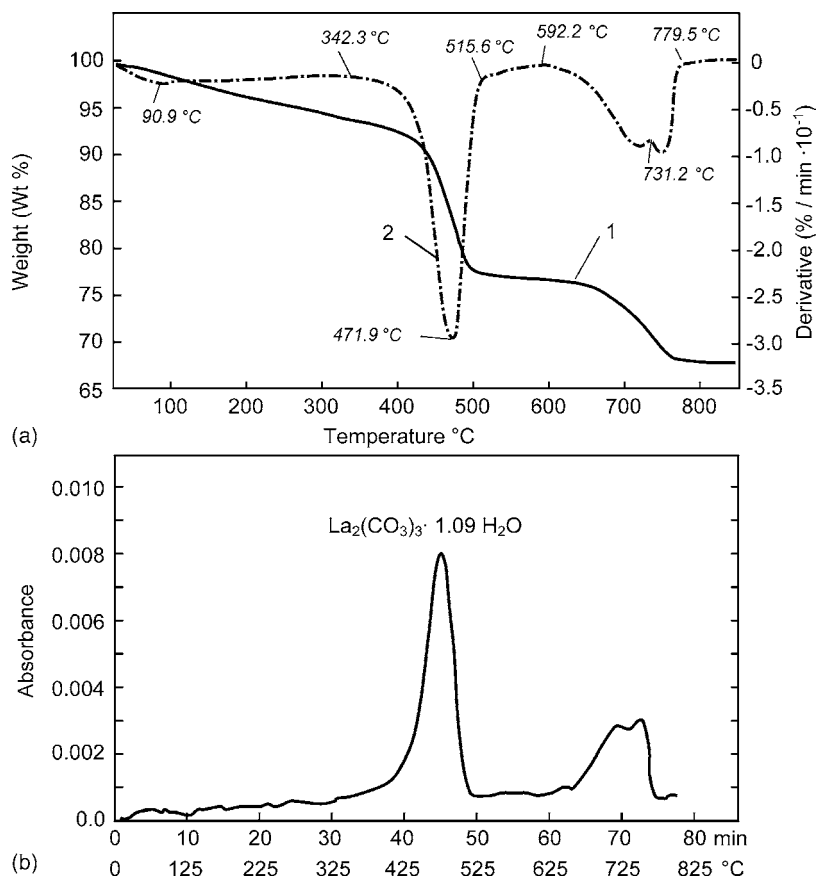 342.3 °C 515.6 °C 592.2 °C 779.5 °C
100 0
95 90.9 °C -0.5
90 -1.0
731.2 °C
85 -1.5
80 2 1 -2.0
75 -2.5
70 471.9 °C -3.0
65 -3.5
Weight (Wt %)
Derivative (% / min ·10⁻¹)
100 200 300 400 500 600 700 800
(a) Temperature °C
0.010
La₂(CO₃)₃· 1.09 H₂O
0.008
0.006
0.004
0.002
0.0
Absorbance
0 10 20 30 40 50 60 70 80 min
(b) 0 125 225 325 425 525 625 725 825 °C